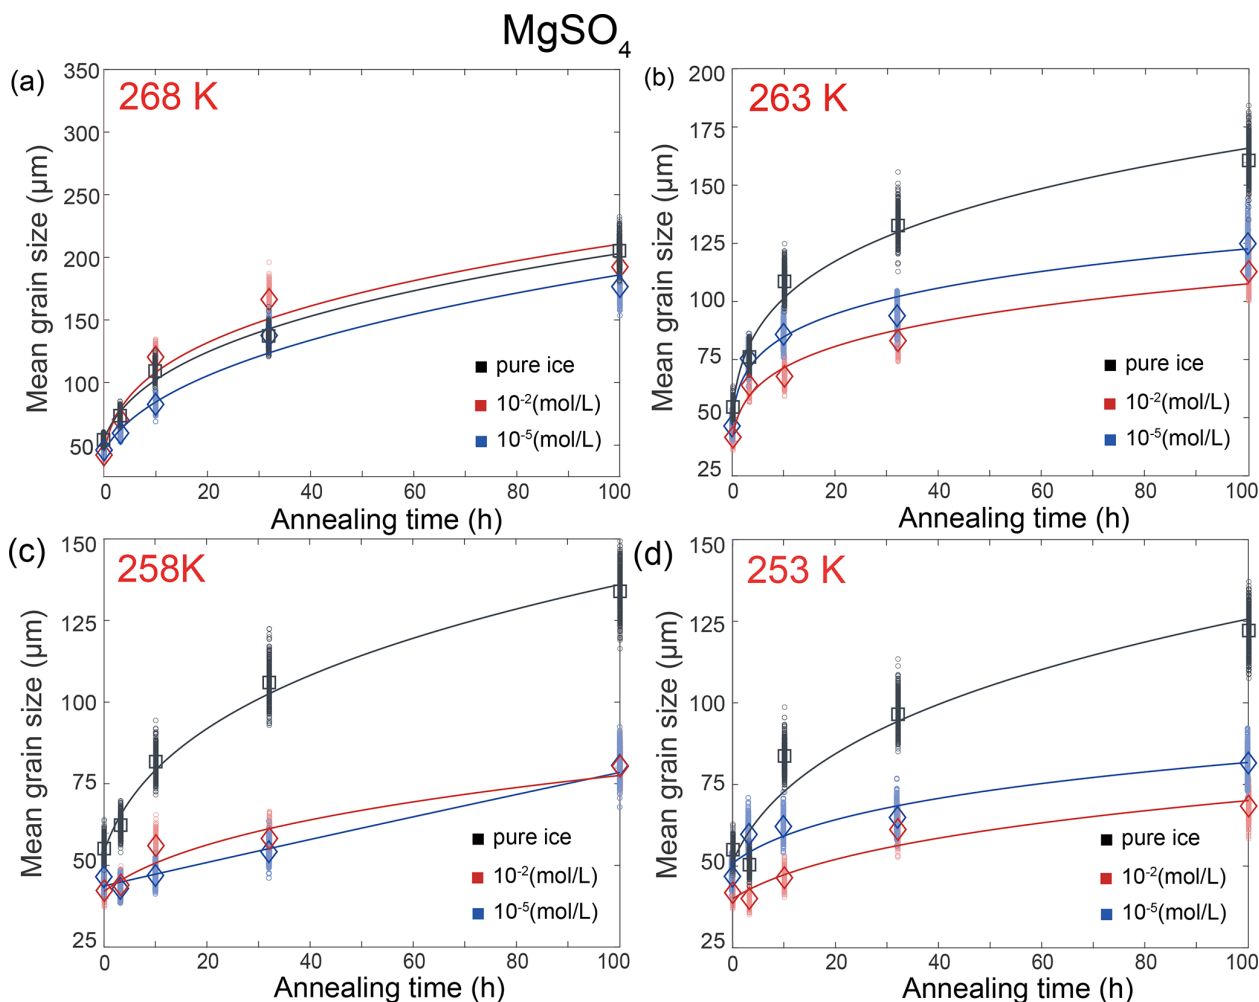 MgSO4
(a)
268 K
350
300
250
200
150
100
50
Mean grain size (µm)
0 20 40 60 80 100
Annealing time (h)
pure ice
10-2(mol/L)
10-5(mol/L)
(b)
263 K
200
175
150
125
100
75
50
25
Mean grain size (µm)
0 20 40 60 80 100
Annealing time (h)
pure ice
10-2(mol/L)
10-5(mol/L)
(c)
258K
150
125
100
75
50
25
Mean grain size (µm)
0 20 40 60 80 100
Annealing time (h)
pure ice
10-2(mol/L)
10-5(mol/L)
(d)
253 K
150
125
100
75
50
25
Mean grain size (µm)
0 20 40 60 80 100
Annealing time (h)
pure ice
10-2(mol/L)
10-5(mol/L)